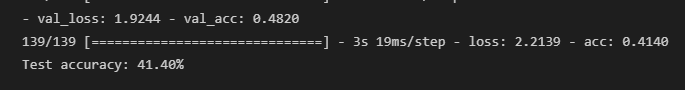 - val_loss: 1.9244 - val_acc: 0.4820
139/139 [==============================] - 3s 19ms/step - loss: 2.2139 - acc: 0.4140
Test accuracy: 41.40%